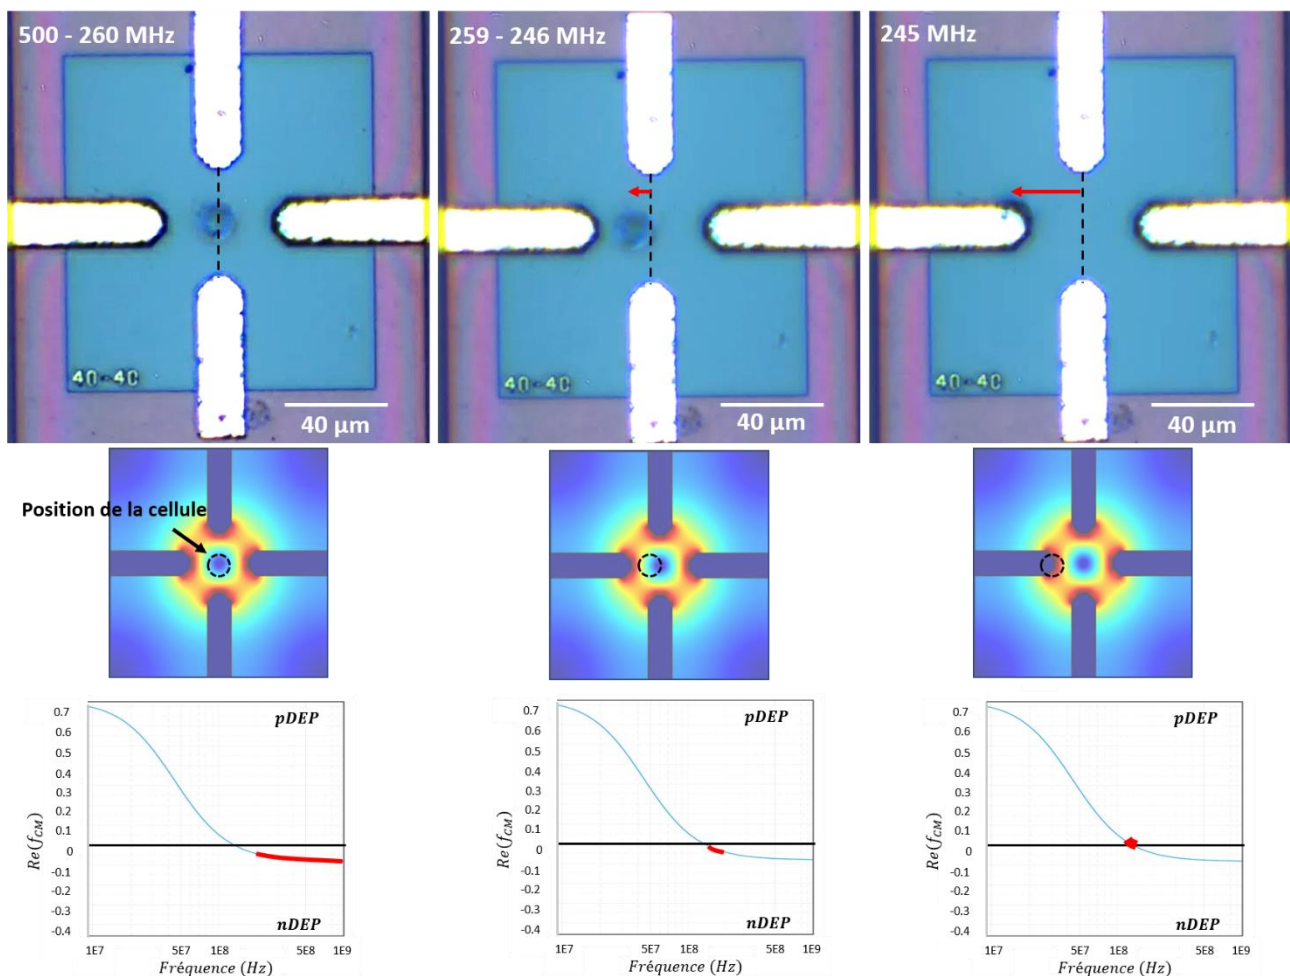 500 - 260 MHz
259 - 246 MHz
245 MHz
40-40
40 µm
40-40
40 µm
40-40
40 µm
Position de la cellule
0.7
0.6
0.5
0.4
0.3
0.2
0.1
0
-0.1
-0.2
-0.3
-0.4
Re(f_CM)
pDEP
nDEP
1E7
5E7
1E8
5E8
1E9
Fréquence (Hz)
0.7
0.6
0.5
0.4
0.3
0.2
0.1
0
-0.1
-0.2
-0.3
-0.4
Re(f_CM)
pDEP
nDEP
1E7
5E7
1E8
5E8
1E9
Fréquence (Hz)
0.7
0.6
0.5
0.4
0.3
0.2
0.1
0
-0.1
-0.2
-0.3
-0.4
Re(f_CM)
pDEP
nDEP
1E7
5E7
1E8
5E8
1E9
Fréquence (Hz)